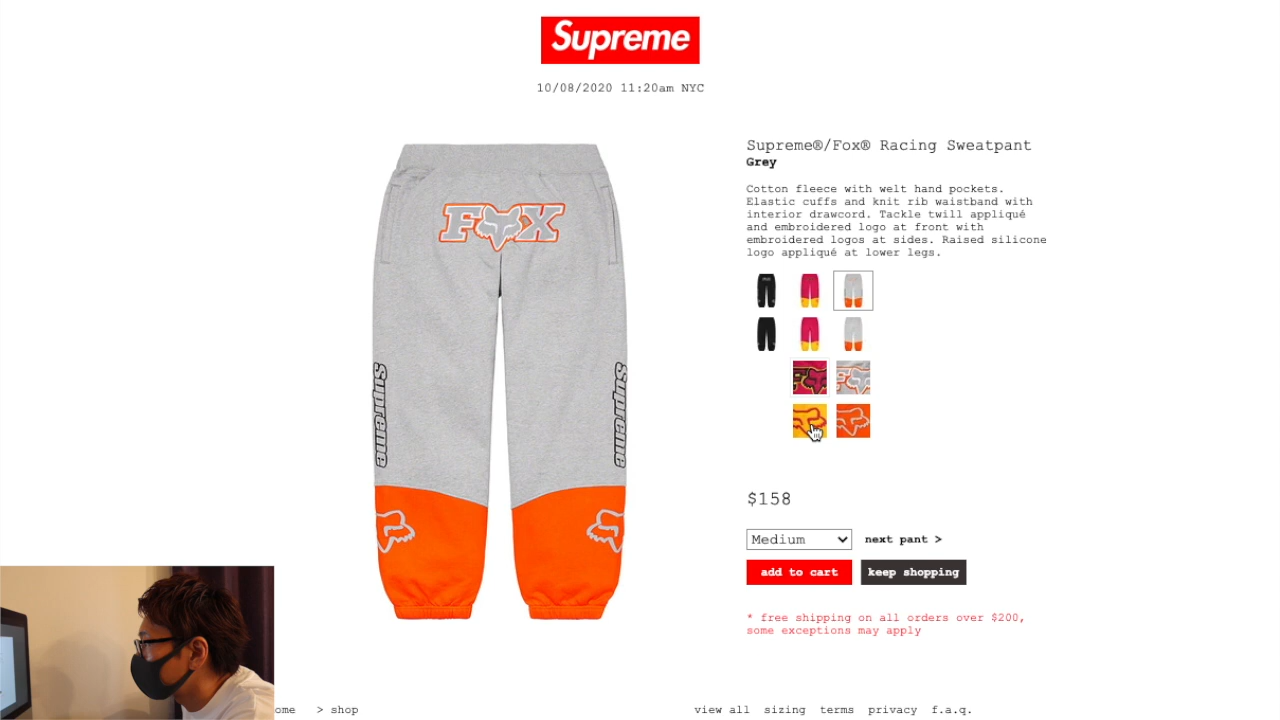 Supreme
10/08/2020 11:20am NYC
Supreme®/Fox® Racing Sweatpant
Grey
Cotton fleece with welt hand pockets.
Elastic cuffs and knit rib waistband with
interior drawcord. Tackle twill appliqué
and embroidered logo at front with
embroidered logos at sides. Raised silicone
logo appliqué at lower legs.
FOX
Supreme
Supreme
$158
Medium
next pant >
add to cart
keep shopping
* free shipping on all orders over $200,
some exceptions may apply
ome > shop
view all sizing terms privacy f.a.q.